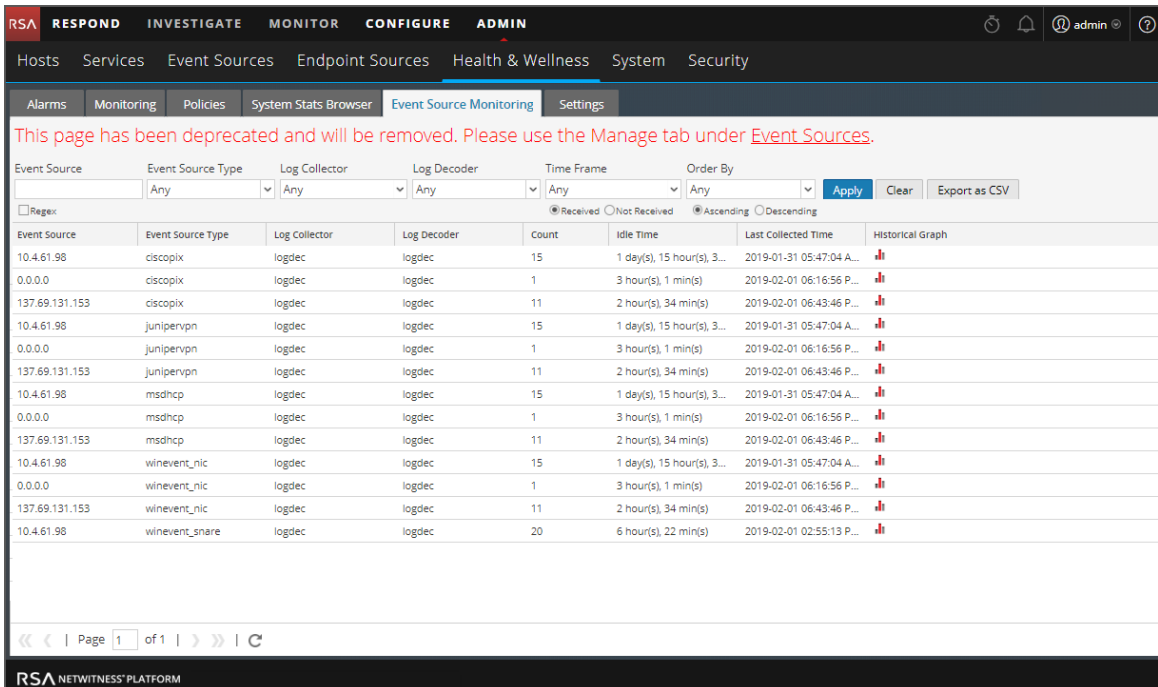 RSA RESPOND INVESTIGATE MONITOR CONFIGURE ADMIN admin
Hosts Services Event Sources Endpoint Sources Health & Wellness System Security
Alarms Monitoring Policies System Stats Browser Event Source Monitoring Settings
This page has been deprecated and will be removed. Please use the Manage tab under Event Sources.
Event Source Event Source Type Log Collector Log Decoder Time Frame Order By
Any Any Any Any Any Apply Clear Export as CSV
Regex Received Not Received Ascending Descending
Event Source Event Source Type Log Collector Log Decoder Count Idle Time Last Collected Time Historical Graph
10.4.61.98 ciscopix logdec logdec 15 1 day(s), 15 hour(s), 3... 2019-01-31 05:47:04 A...
0.0.0.0 ciscopix logdec logdec 1 3 hour(s), 1 min(s) 2019-02-01 06:16:56 P...
137.69.131.153 ciscopix logdec logdec 11 2 hour(s), 34 min(s) 2019-02-01 06:43:46 P...
10.4.61.98 junipervpn logdec logdec 15 1 day(s), 15 hour(s), 3... 2019-01-31 05:47:04 A...
0.0.0.0 junipervpn logdec logdec 1 3 hour(s), 1 min(s) 2019-02-01 06:16:56 P...
137.69.131.153 junipervpn logdec logdec 11 2 hour(s), 34 min(s) 2019-02-01 06:43:46 P...
10.4.61.98 msdhcp logdec logdec 15 1 day(s), 15 hour(s), 3... 2019-01-31 05:47:04 A...
0.0.0.0 msdhcp logdec logdec 1 3 hour(s), 1 min(s) 2019-02-01 06:16:56 P...
137.69.131.153 msdhcp logdec logdec 11 2 hour(s), 34 min(s) 2019-02-01 06:43:46 P...
10.4.61.98 winevent_nic logdec logdec 15 1 day(s), 15 hour(s), 3... 2019-01-31 05:47:04 A...
0.0.0.0 winevent_nic logdec logdec 1 3 hour(s), 1 min(s) 2019-02-01 06:16:56 P...
137.69.131.153 winevent_nic logdec logdec 11 2 hour(s), 34 min(s) 2019-02-01 06:43:46 P...
10.4.61.98 winevent_snare logdec logdec 20 6 hour(s), 22 min(s) 2019-02-01 02:55:13 P...
Page 1 of 1
RSA NETWITNESS® PLATFORM